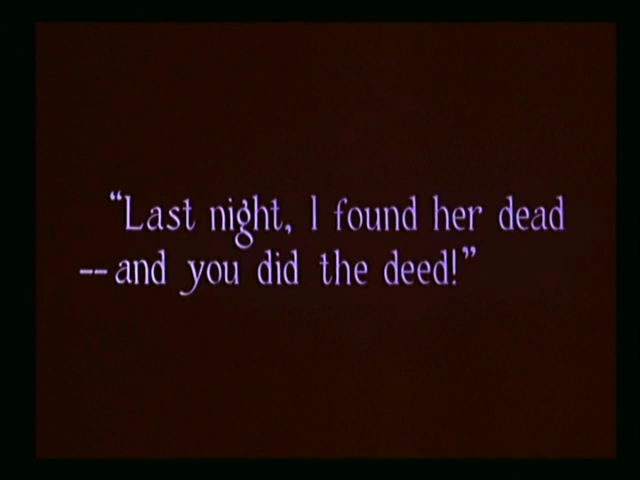 “Last night, I found her dead
--and you did the deed!”